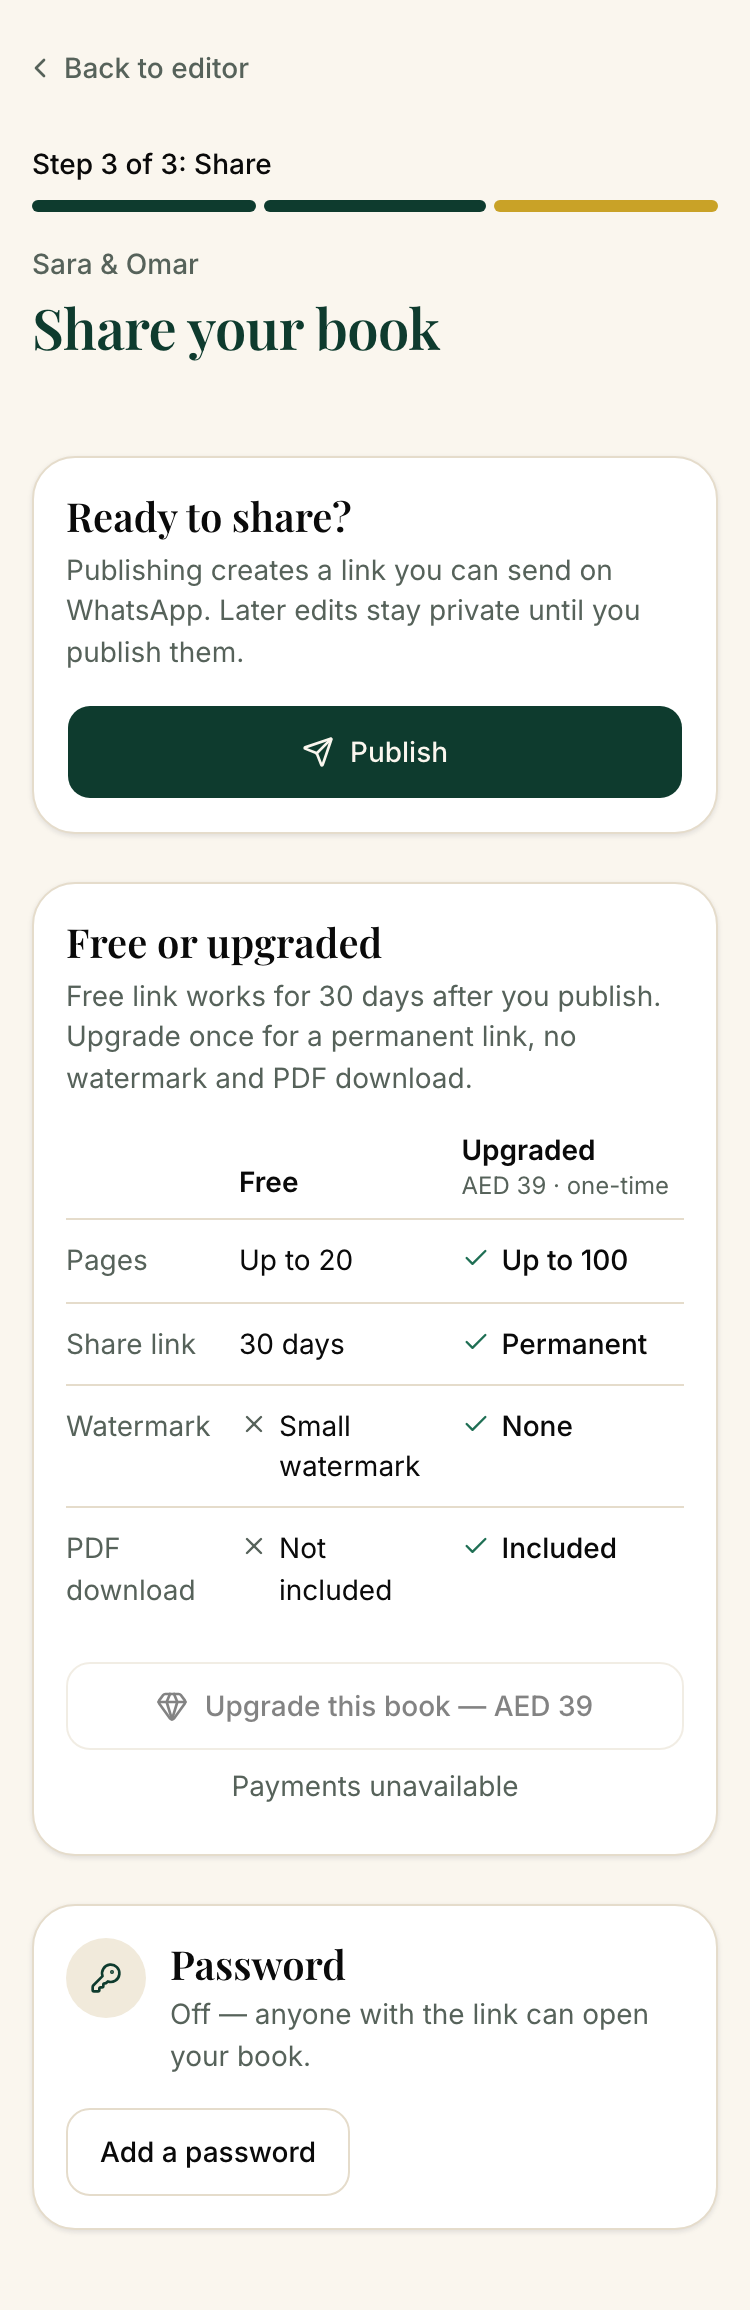 Back to editor
Step 3 of 3: Share
Sara & Omar
Share your book
Ready to share?
Publishing creates a link you can send on
WhatsApp. Later edits stay private until you
publish them.
Publish
Free or upgraded
Free link works for 30 days after you publish.
Upgrade once for a permanent link, no
watermark and PDF download.
Free
Upgraded
AED 39 · one-time
Pages
Up to 20
Up to 100
Share link
30 days
Permanent
Watermark
Small
watermark
None
PDF
download
Not
included
Included
Upgrade this book — AED 39
Payments unavailable
Password
Off — anyone with the link can open
your book.
Add a password